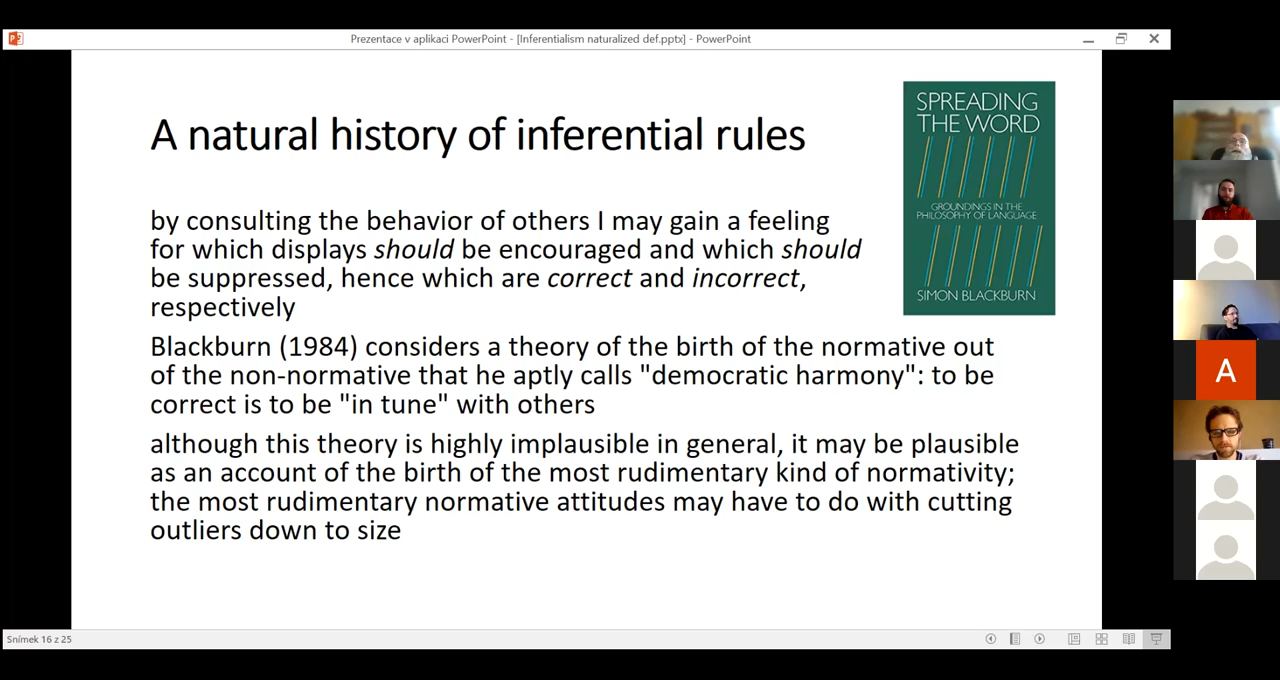 Prezentace v aplikaci PowerPoint - [Inferentialism naturalized def.pptx] - PowerPoint
A natural history of inferential rules
SPREADING
THE WORD
GROUNDINGS IN THE
PHILOSOPHY OF LANGUAGE
SIMON BLACKBURN
by consulting the behavior of others I may gain a feeling
for which displays should be encouraged and which should
be suppressed, hence which are correct and incorrect,
respectively
Blackburn (1984) considers a theory of the birth of the normative out
of the non-normative that he aptly calls "democratic harmony": to be
correct is to be "in tune" with others
although this theory is highly implausible in general, it may be plausible
as an account of the birth of the most rudimentary kind of normativity;
the most rudimentary normative attitudes may have to do with cutting
outliers down to size
A
Snímek 16 z 25